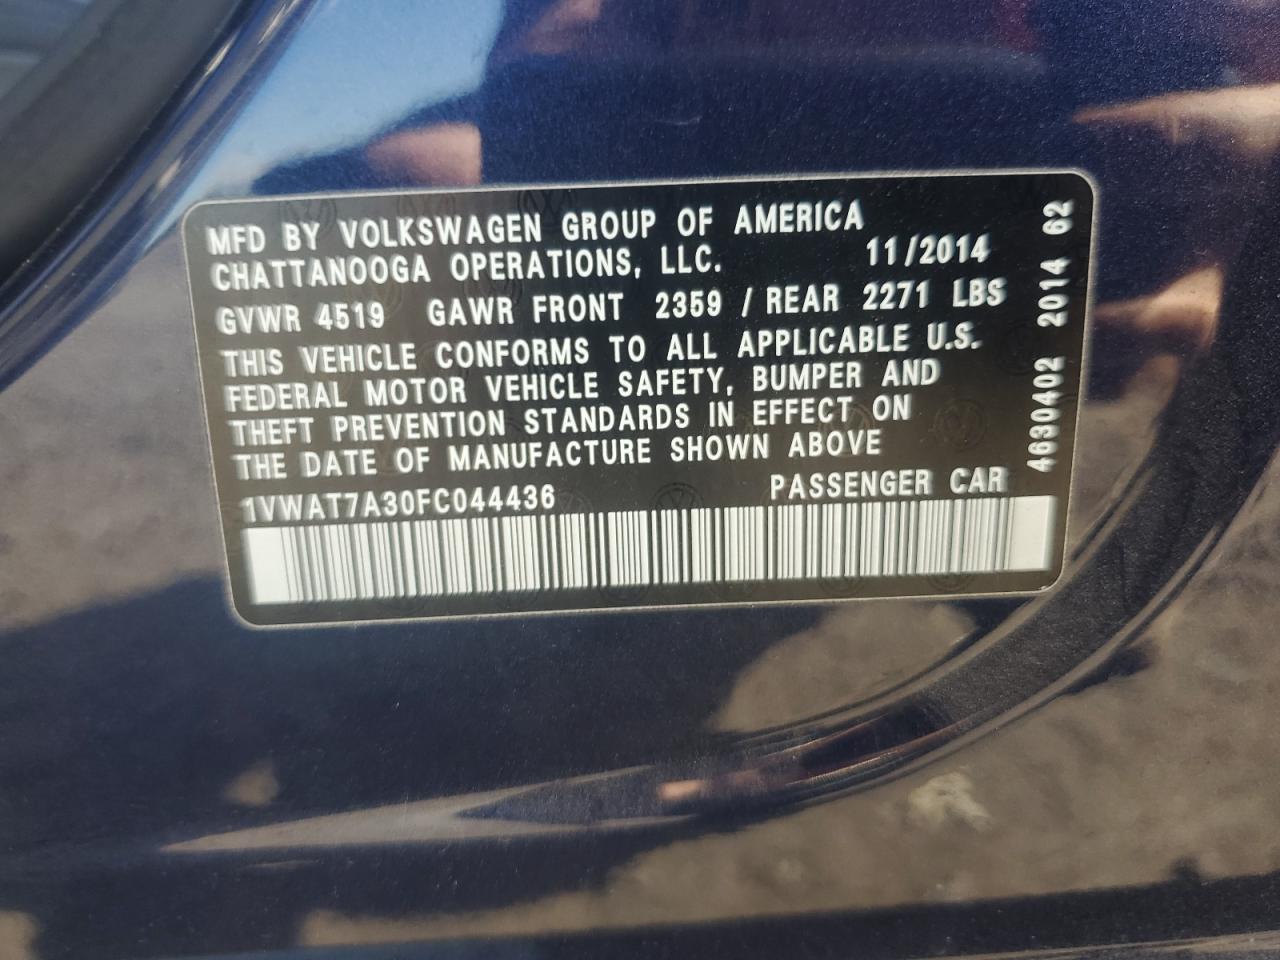 MFD BY VOLKSWAGEN GROUP OF AMERICA
CHATTANOOGA OPERATIONS, LLC. 11/2014
GVWR 4519 GAWR FRONT 2359 / REAR 2271 LBS
THIS VEHICLE CONFORMS TO ALL APPLICABLE U.S.
FEDERAL MOTOR VEHICLE SAFETY, BUMPER AND
THEFT PREVENTION STANDARDS IN EFFECT ON
THE DATE OF MANUFACTURE SHOWN ABOVE
1VWAT7A30FC044436 PASSENGER CAR
4630402 2014 62